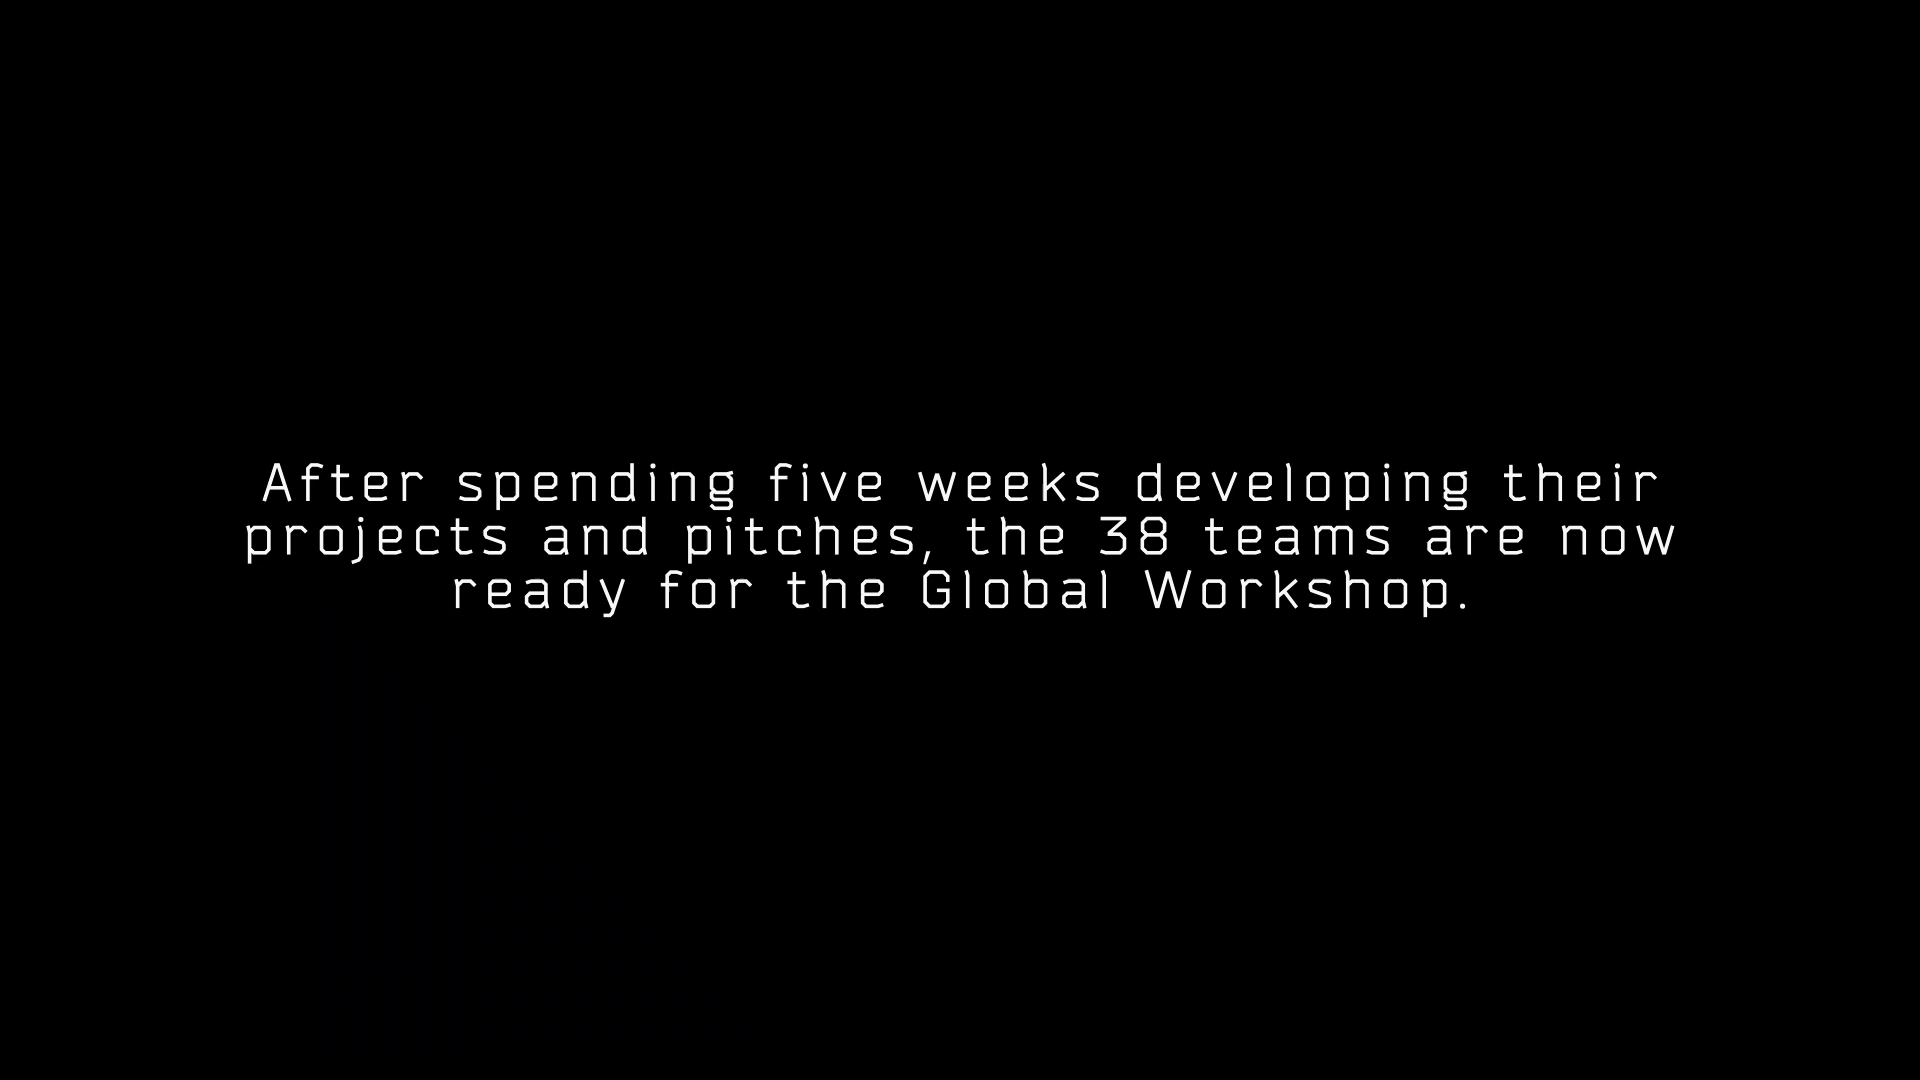 After spending five weeks developing their
projects and pitches, the 38 teams are now
ready for the Global Workshop.